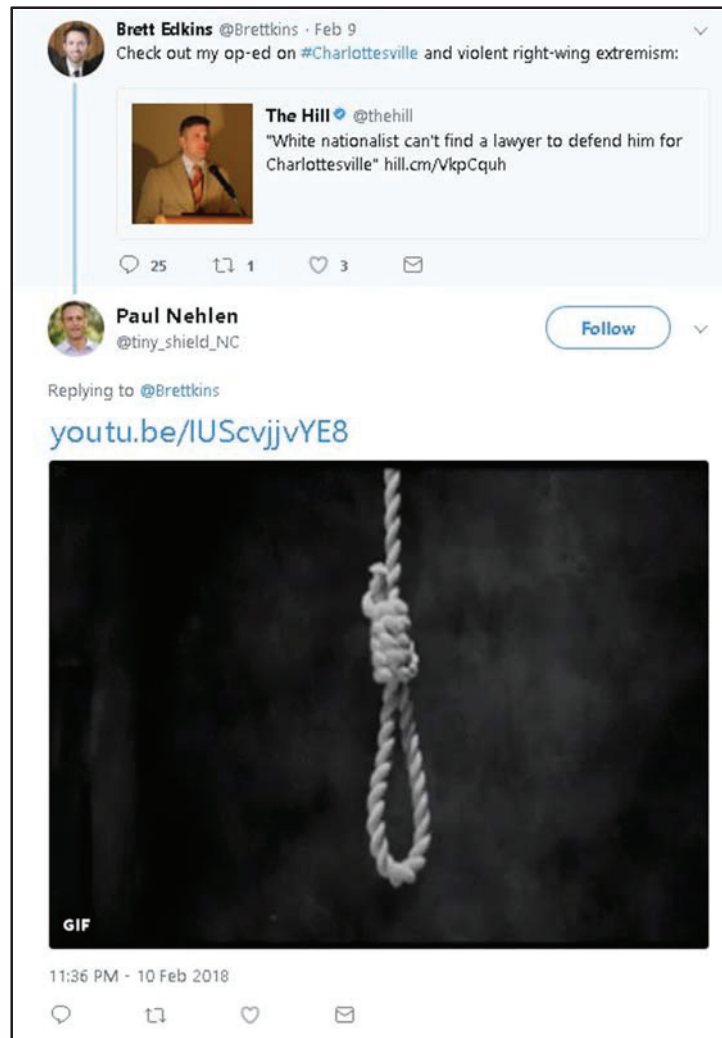 Brett Edkins @Brettkins · Feb 9
Check out my op-ed on #Charlottesville and violent right-wing extremism:
The Hill @thehill
"White nationalist can't find a lawyer to defend him for
Charlottesville" hill.cm/VkpCquh
25 1 3
Paul Nehlen
@tiny_shield_NC
Follow
Replying to @Brettkins
youtu.be/IUScvjjvYE8
GIF
11:36 PM - 10 Feb 2018